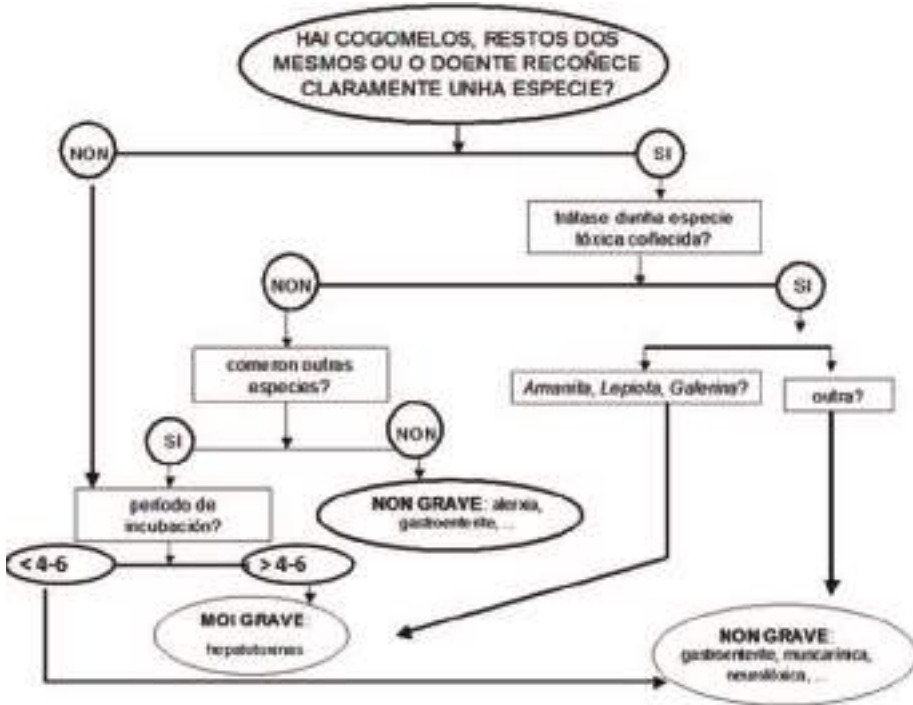 HAI COGOMELOS, RESTOS DOS
MESMOS OU O DOENTE RECOÑECE
CLARAMENTE UNHA ESPECIE?
NON
SI
trátase dunha especie
tóxica coñecida?
NON
SI
comeron outras
especies?
Amanita, Lepiota, Galerina?
outra?
SI
NON
NON GRAVE: alerxia,
gastroenterite, ...
período de
incubación?
< 4-6
> 4-6
MOI GRAVE:
hepatotoxinas
NON GRAVE:
gastroenterite, muscarínica,
neurotóxica, ...